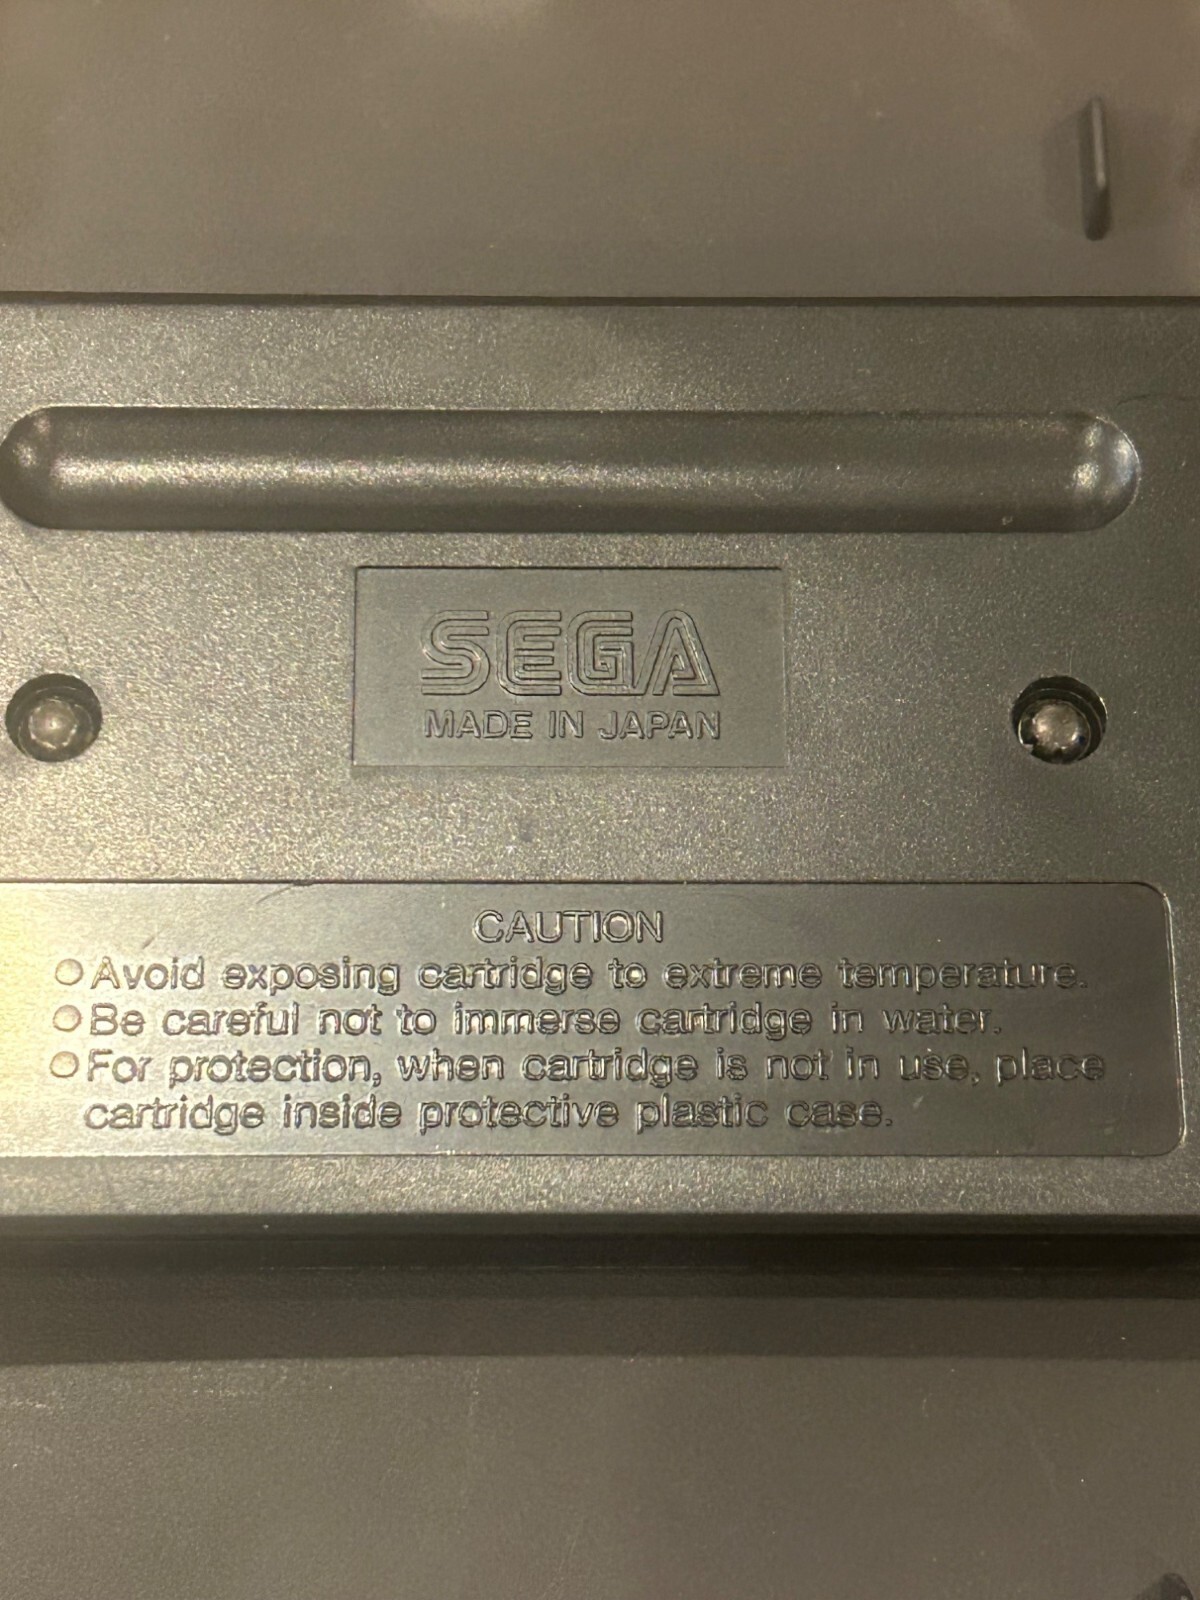 SEGA
MADE IN JAPAN
CAUTION
●Avoid exposing cartridge to extreme temperature.
●Be careful not to immerse cartridge in water.
●For protection, when cartridge is not in use, place
cartridge inside protective plastic case.